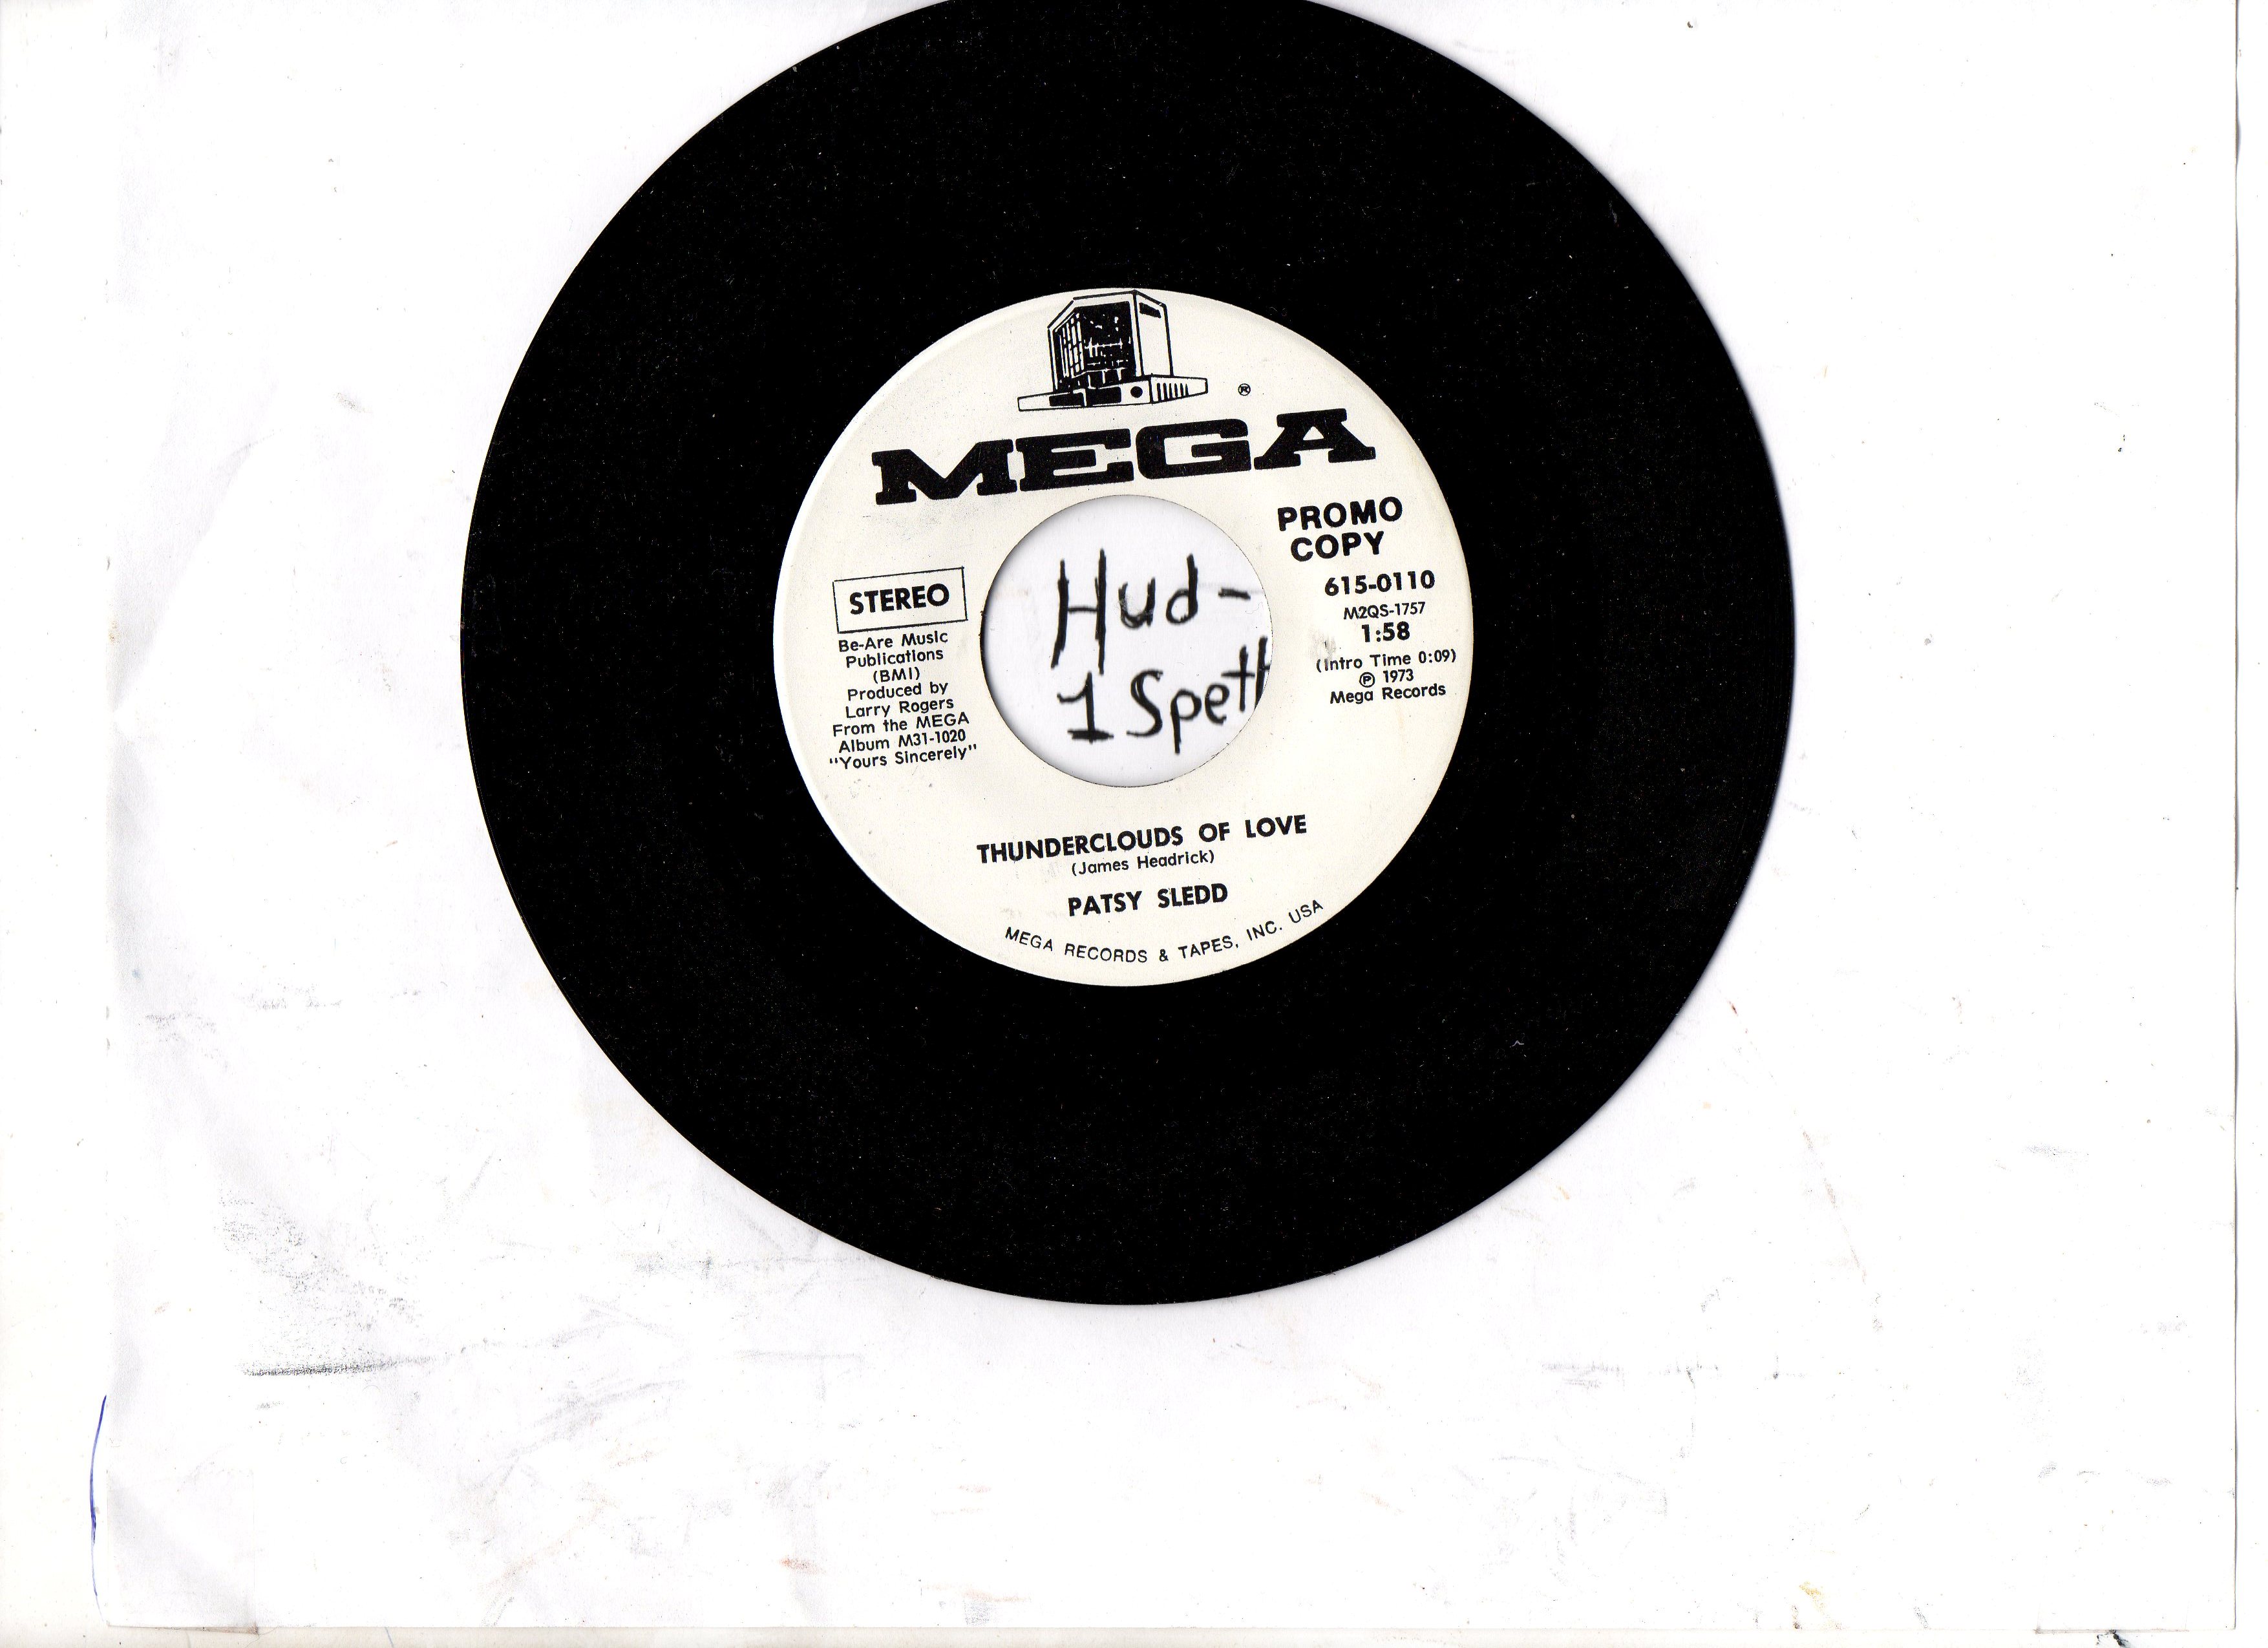 ®
MEGA
PROMO
COPY
615-0110
M2QS-1757
1:58
(Intro Time 0:09)
℗ 1973
Mega Records
STEREO
Be-Are Music
Publications
(BMI)
Produced by
Larry Rogers
From the MEGA
Album M31-1020
"Yours Sincerely"
Hud-
1 Spett
THUNDERCLOUDS OF LOVE
(James Headrick)
PATSY SLEDD
MEGA RECORDS & TAPES, INC. USA